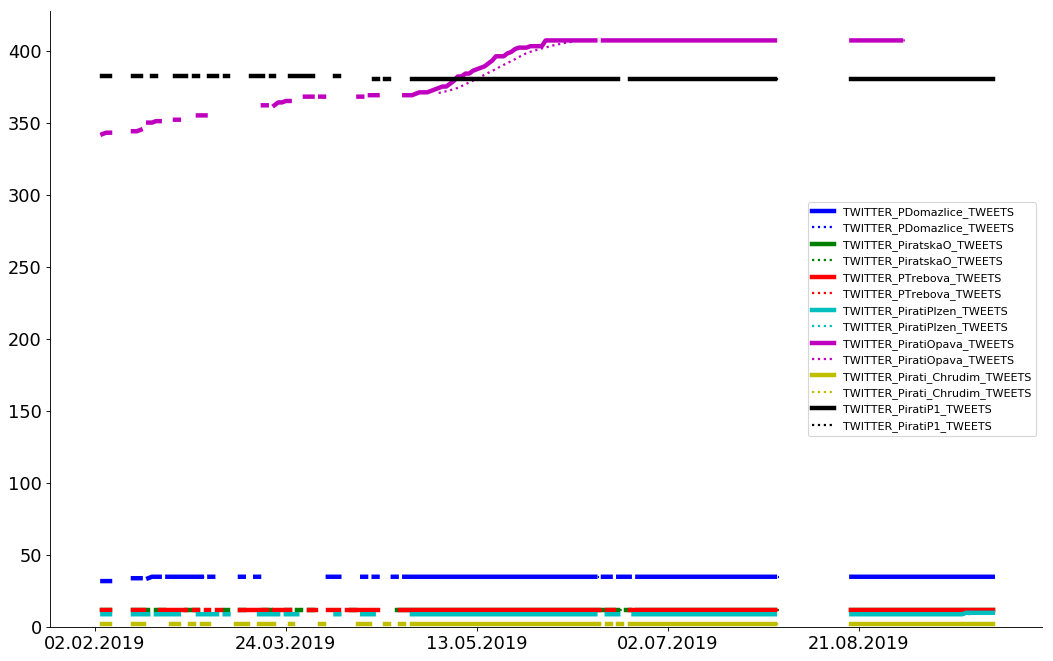 400
350
300
250
200
150
100
50
0
TWITTER_PDomazlice_TWEETS
TWITTER_PDomazlice_TWEETS
TWITTER_PiratskaO_TWEETS
TWITTER_PiratskaO_TWEETS
TWITTER_PTrebova_TWEETS
TWITTER_PTrebova_TWEETS
TWITTER_PiratiPlzen_TWEETS
TWITTER_PiratiPlzen_TWEETS
TWITTER_PiratiOpava_TWEETS
TWITTER_PiratiOpava_TWEETS
TWITTER_Pirati_Chrudim_TWEETS
TWITTER_Pirati_Chrudim_TWEETS
TWITTER_PiratiP1_TWEETS
TWITTER_PiratiP1_TWEETS
02.02.2019 24.03.2019 13.05.2019 02.07.2019 21.08.2019